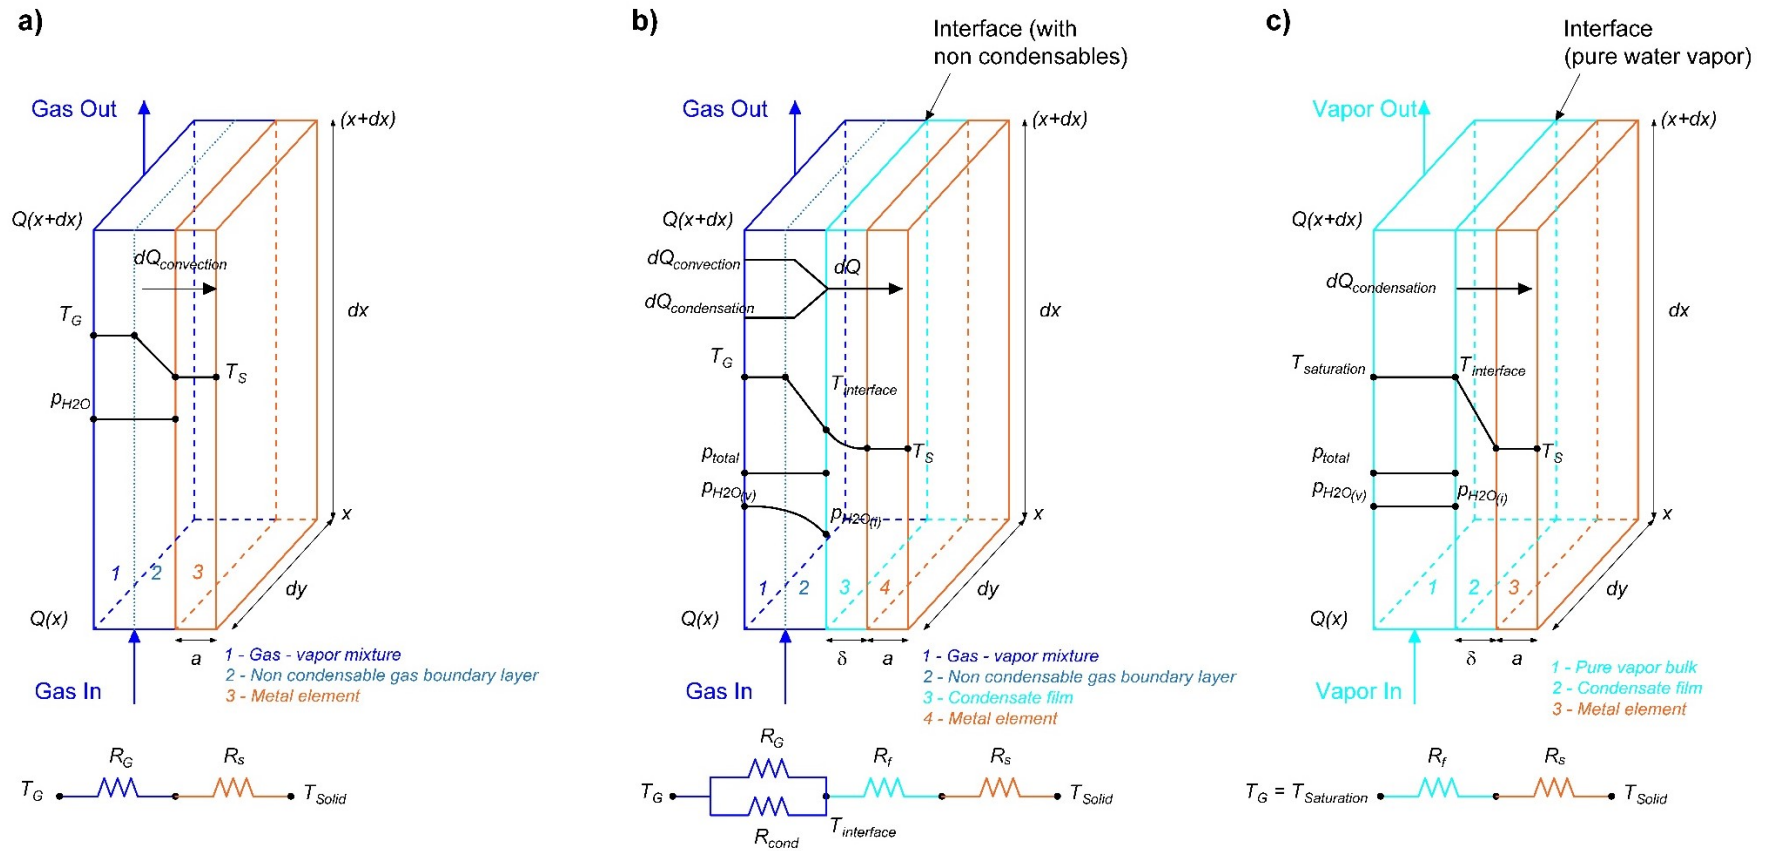 a)
Gas Out
(x+dx)
Q(x+dx)
dQconvection
TG
TS
pH2O
dx
x
1 2 3
dy
Q(x)
a
Gas In
1 - Gas - vapor mixture
2 - Non condensable gas boundary layer
3 - Metal element
RG
Rs
TG
TSolid
b)
Interface (with
non condensables)
Gas Out
(x+dx)
Q(x+dx)
dQconvection
dQ
dQcondensation
dx
TG
Tinterface
TS
ptotal
pH2O(v)
pH2O(i)
x
1 2 3 4
dy
Q(x)
δ a
Gas In
1 - Gas - vapor mixture
2 - Non condensable gas boundary layer
3 - Condensate film
4 - Metal element
RG
Rf
Rs
TG
TSolid
Tinterface
Rcond
c)
Interface
(pure water vapor)
Vapor Out
(x+dx)
Q(x+dx)
dQcondensation
dx
Tsaturation
Tinterface
TS
ptotal
pH2O(v)
pH2O(i)
x
1 2 3
dy
Q(x)
δ a
Vapor In
1 - Pure vapor bulk
2 - Condensate film
3 - Metal element
Rf
Rs
TG = TSaturation
TSolid